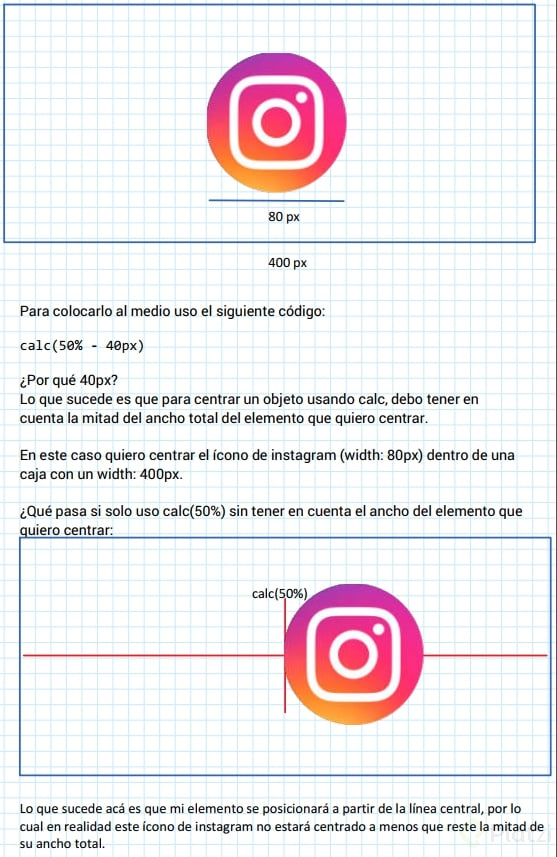 80 px
400 px
Para colocarlo al medio uso el siguiente código:
calc(50% - 40px)
¿Por qué 40px?
Lo que sucede es que para centrar un objeto usando calc, debo tener en
cuenta la mitad del ancho total del elemento que quiero centrar.
En este caso quiero centrar el ícono de instagram (width: 80px) dentro de una
caja con un width: 400px.
¿Qué pasa si solo uso calc(50%) sin tener en cuenta el ancho del elemento que
quiero centrar:
calc(50%)
Lo que sucede acá es que mi elemento se posicionará a partir de la línea central, por lo
cual en realidad este ícono de instagram no estará centrado a menos que reste la mitad de
su ancho total.
Platzi